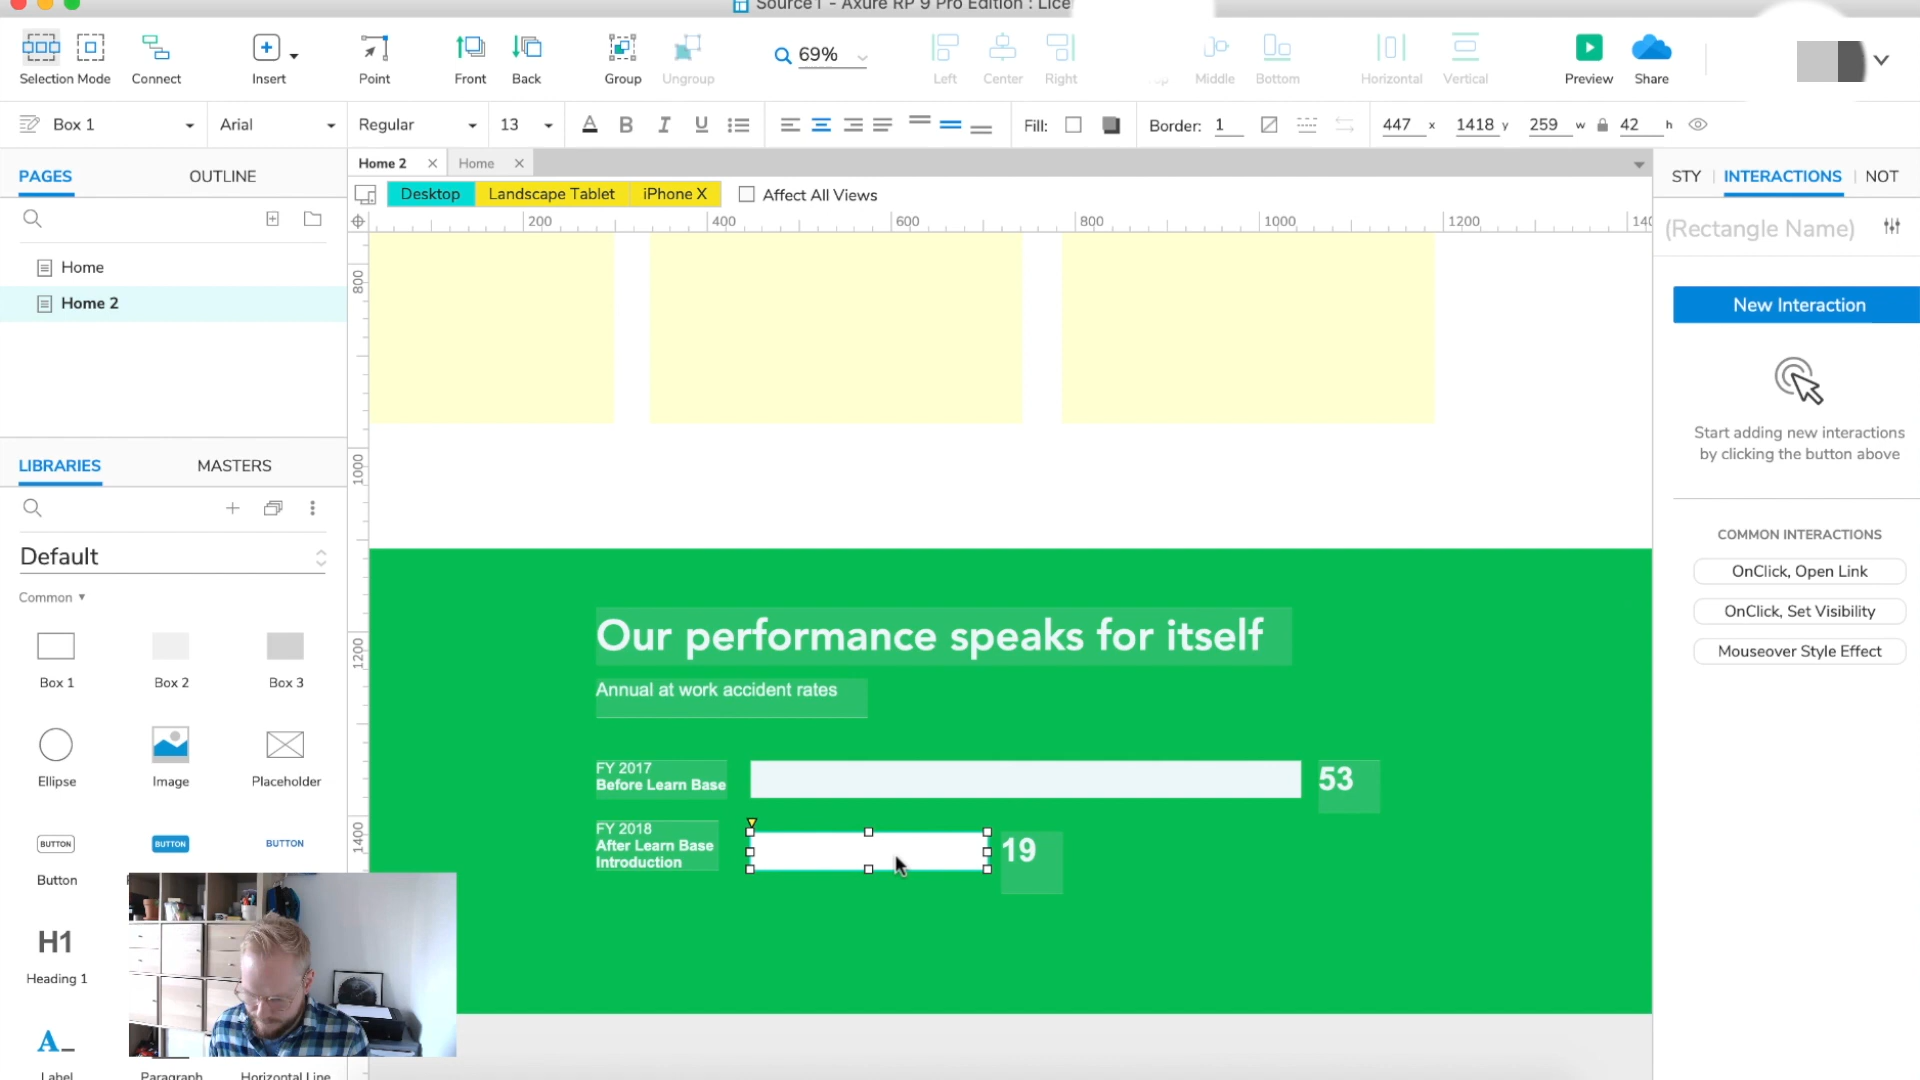 Source1 - Axure RP 9 Pro Edition : Lice
Selection Mode
Connect
Insert
Point
Front
Back
Group
Ungroup
69%
Left
Center
Right
Middle
Bottom
Horizontal
Vertical
Preview
Share
Box 1
Arial
Regular
13
Fill:
Border: 1
447 x
1418 y
259 w
42 h
PAGES
OUTLINE
Home 2
Home
STY
INTERACTIONS
NOT
Desktop
Landscape Tablet
iPhone X
Affect All Views
200
400
600
800
1000
1200
140
(Rectangle Name)
Home
Home 2
800
1000
1200
1400
New Interaction
Start adding new interactions
by clicking the button above
COMMON INTERACTIONS
OnClick, Open Link
OnClick, Set Visibility
Mouseover Style Effect
LIBRARIES
MASTERS
Default
Common
Box 1
Box 2
Box 3
Ellipse
Image
Placeholder
BUTTON
BUTTON
BUTTON
Button
H1
Heading 1
A
Label
Paragraph
Horizontal Line
Our performance speaks for itself
Annual at work accident rates
FY 2017
Before Learn Base
53
FY 2018
After Learn Base
Introduction
19